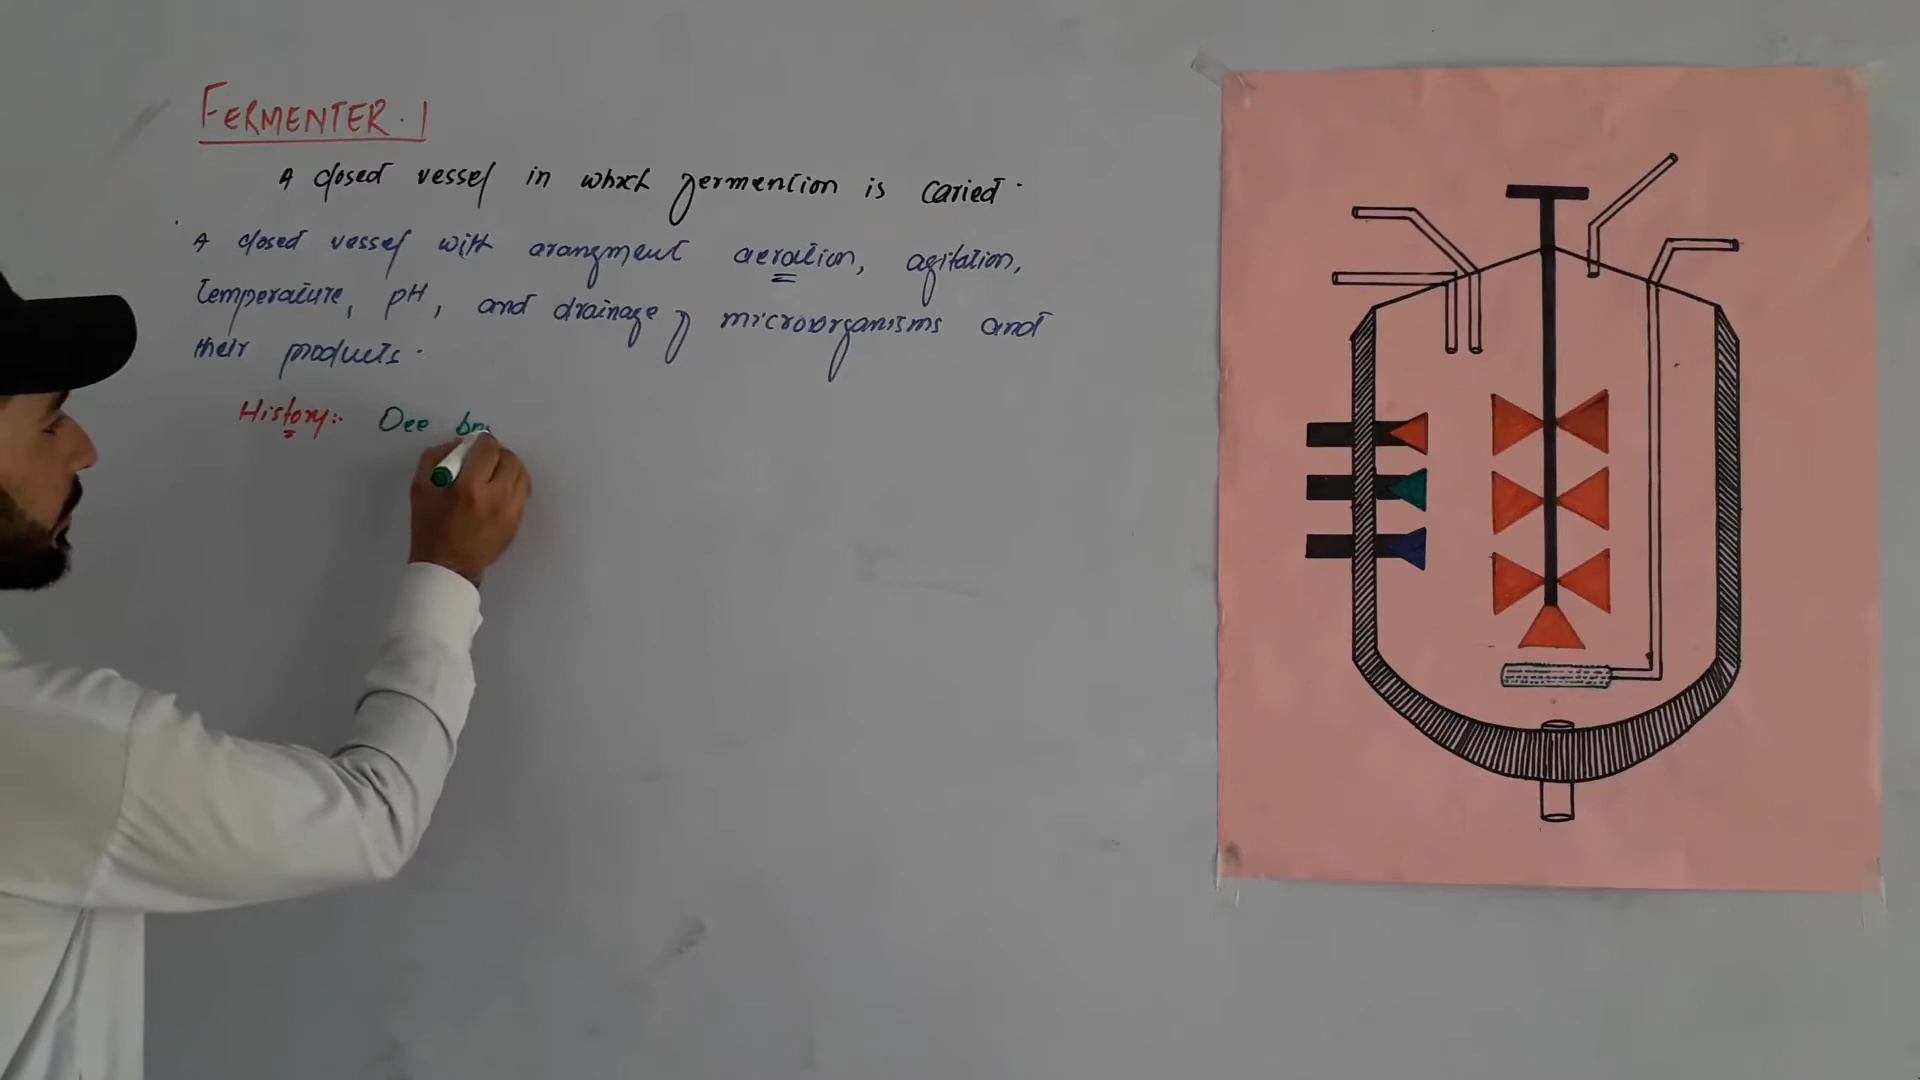 FERMENTER.1
A closed vessel in which fermention is caried.
A closed vessel with arangment aeration, agitation,
temperature, pH, and drainage of microorganisms and
their products.
History:- Dee